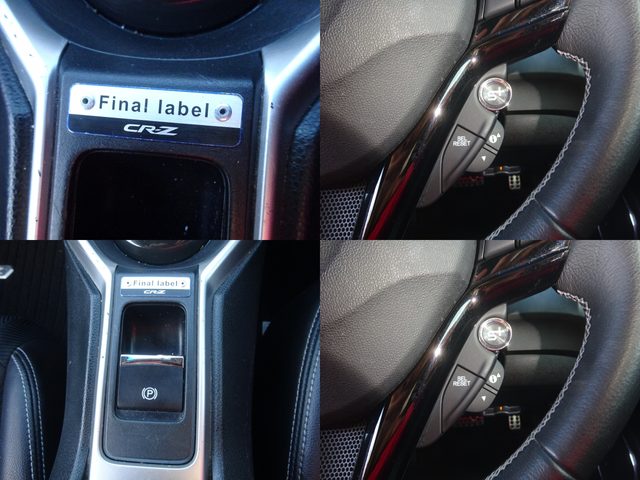 Final label
CR-Z
S+
SEL
RESET
i
Final label
CR-Z
P
S+
SEL
RESET
i